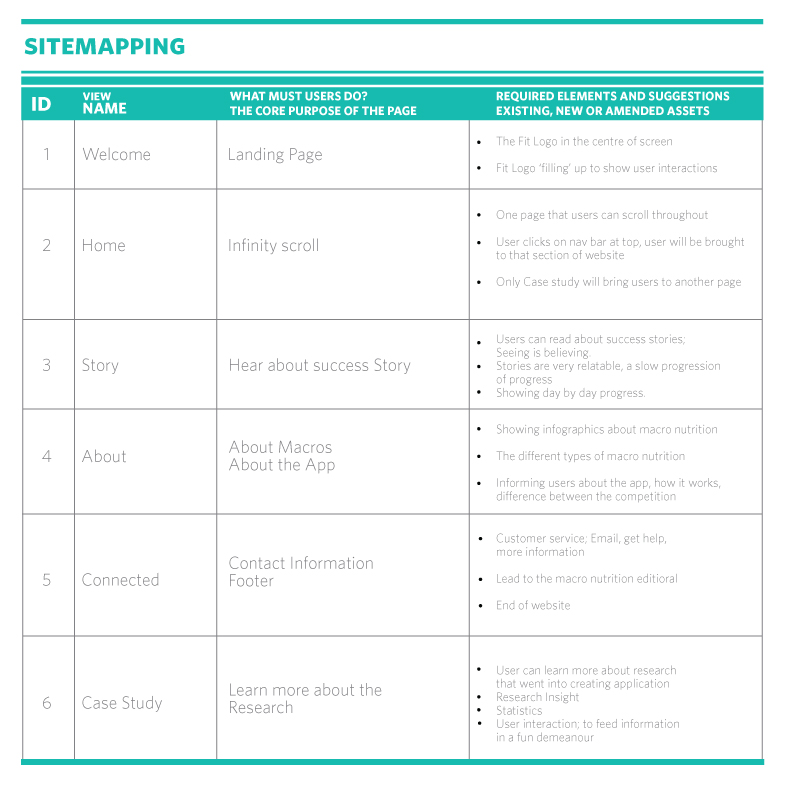 SITEMAPPING
ID
VIEW
NAME
WHAT MUST USERS DO?
THE CORE PURPOSE OF THE PAGE
REQUIRED ELEMENTS AND SUGGESTIONS
EXISTING, NEW OR AMENDED ASSETS
1
Welcome
Landing Page
• The Fit Logo in the centre of screen
• Fit Logo ‘filling’ up to show user interactions
2
Home
Infinity scroll
• One page that users can scroll throughout
• User clicks on nav bar at top, user will be brought
to that section of website
• Only Case study will bring users to another page
3
Story
Hear about success Story
• Users can read about success stories;
Seeing is believing.
• Stories are very relatable, a slow progression
of progress
• Showing day by day progress.
4
About
About Macros
About the App
• Showing infographics about macro nutrition
• The different types of macro nutrition
• Informing users about the app, how it works,
difference between the competition
5
Connected
Contact Information
Footer
• Customer service; Email, get help,
more information
• Lead to the macro nutrition editioral
• End of website
6
Case Study
Learn more about the
Research
• User can learn more about research
that went into creating application
• Research Insight
• Statistics
• User interaction; to feed information
in a fun demeanour